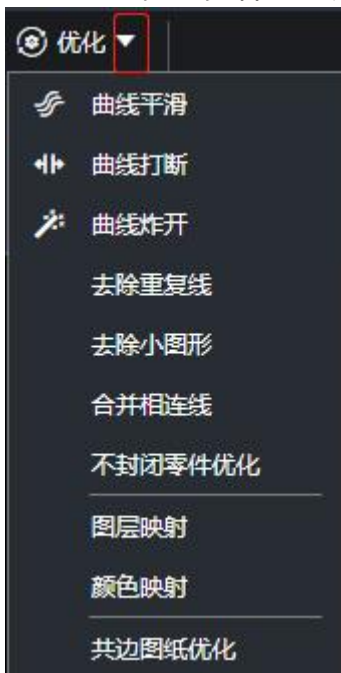 优化
曲线平滑
曲线打断
曲线炸开
去除重复线
去除小图形
合并相连线
不封闭零件优化
图层映射
颜色映射
共边图纸优化